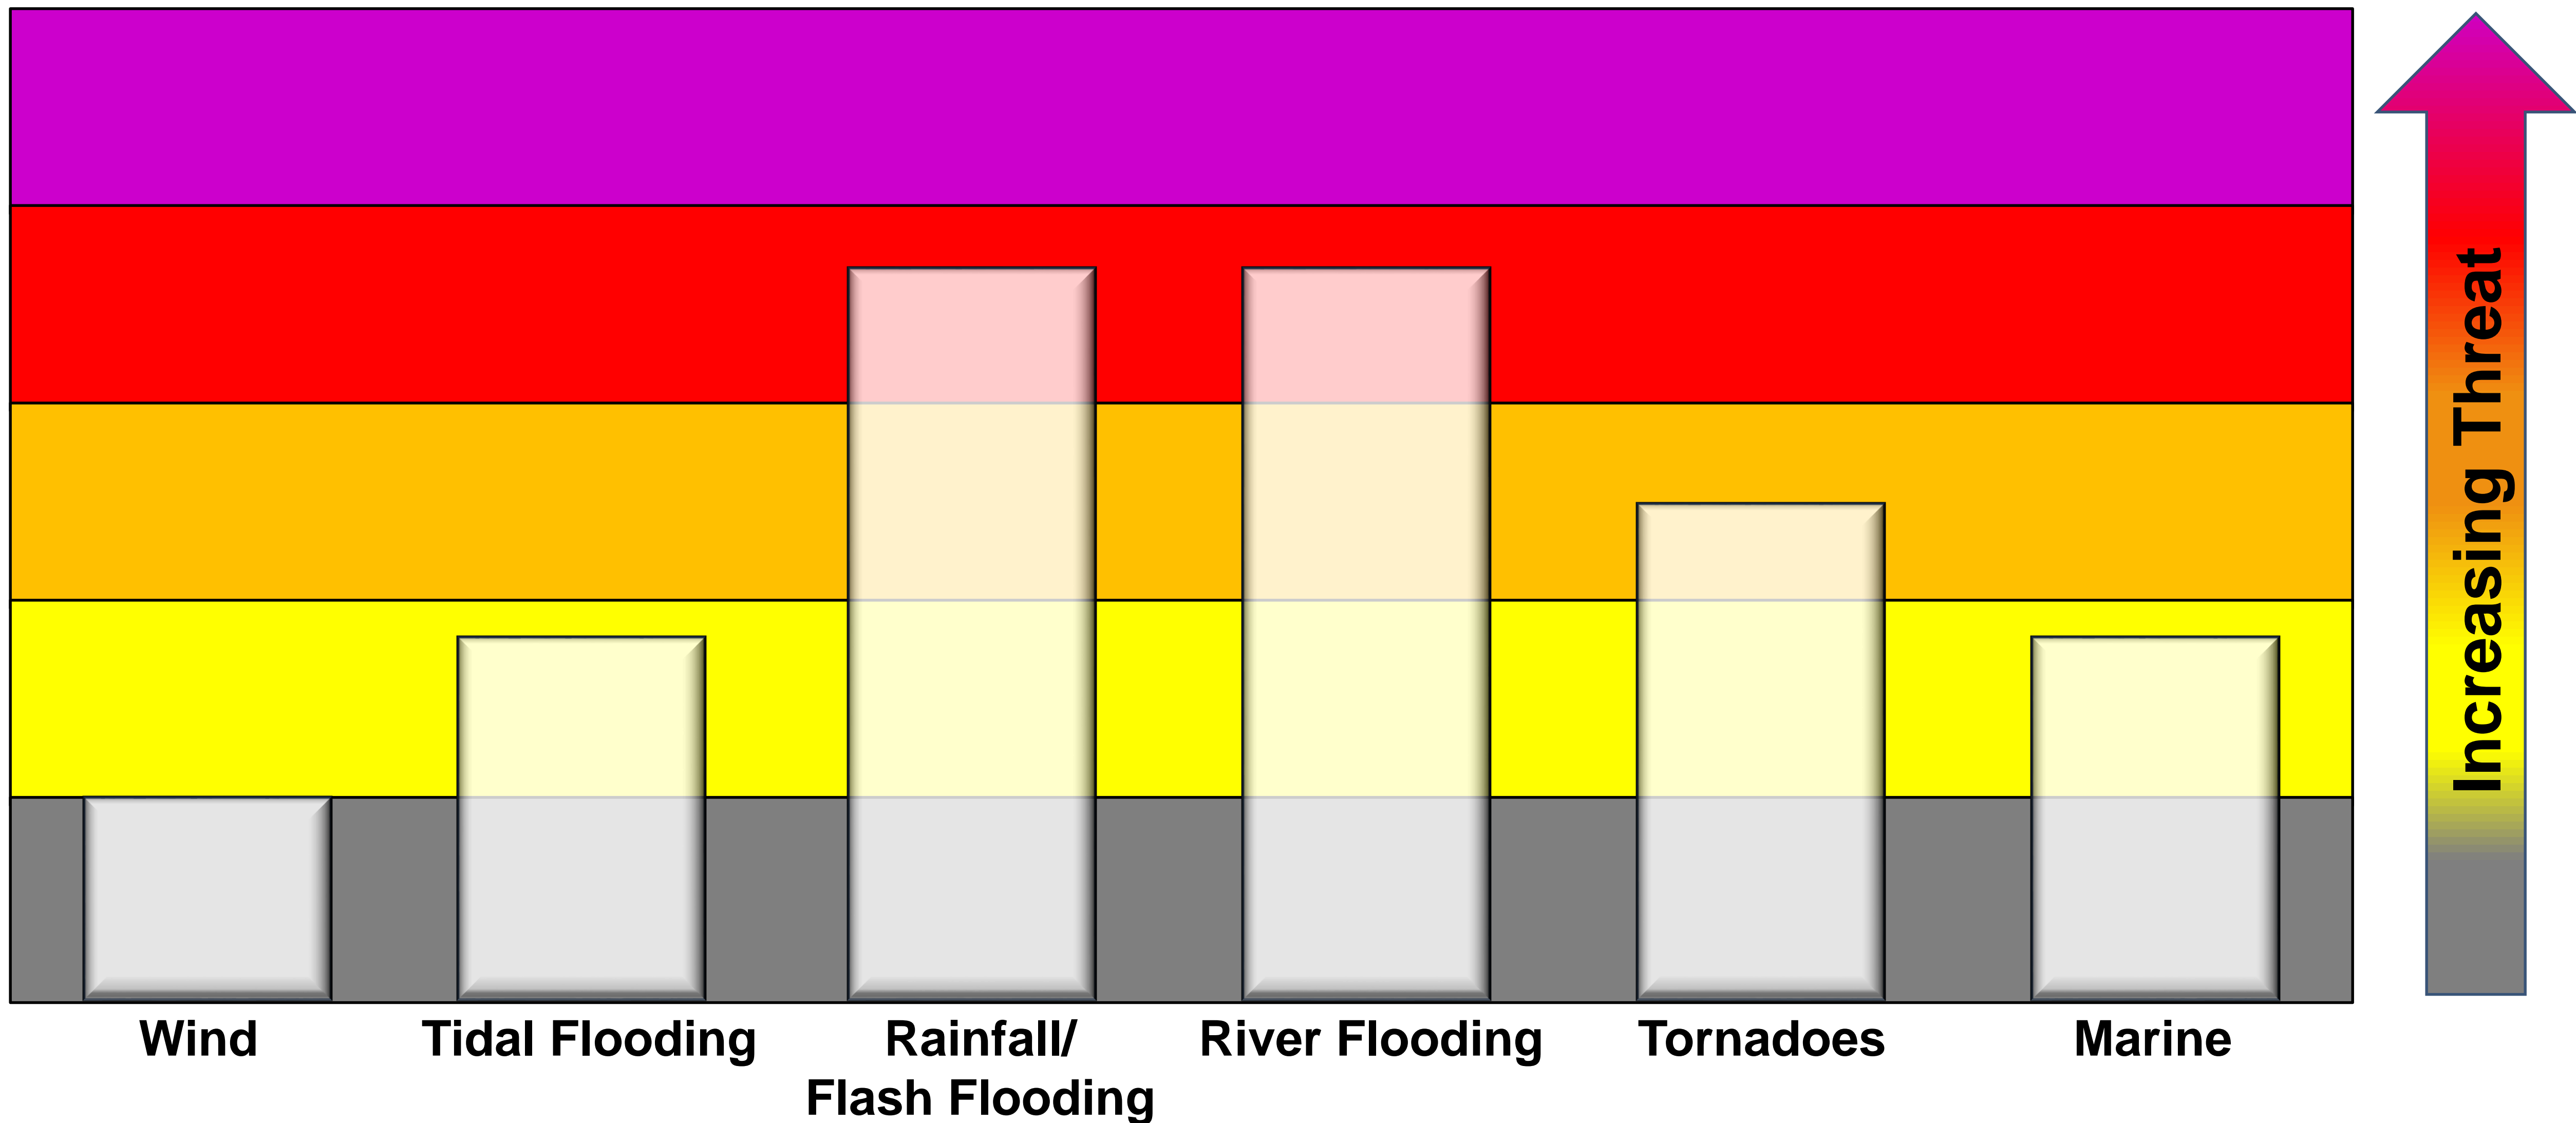 Increasing Threat
Wind
Tidal Flooding
Rainfall/
Flash Flooding
River Flooding
Tornadoes
Marine